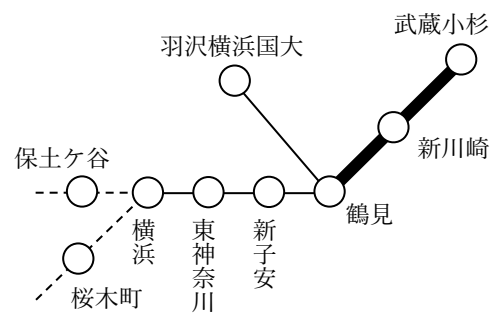 武蔵小杉
羽沢横浜国大
新川崎
保土ケ谷
鶴見
横浜
東神奈川
新子安
桜木町